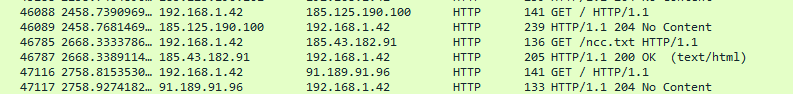 46088 2458.7390969… 192.168.1.42 185.125.190.100 HTTP 141 GET / HTTP/1.1
46089 2458.7681469… 185.125.190.100 192.168.1.42 HTTP 239 HTTP/1.1 204 No Content
46785 2668.3333786… 192.168.1.42 185.43.182.91 HTTP 136 GET /ncc.txt HTTP/1.1
46787 2668.3389114… 185.43.182.91 192.168.1.42 HTTP 205 HTTP/1.1 200 OK (text/html)
47116 2758.8153530… 192.168.1.42 91.189.91.96 HTTP 141 GET / HTTP/1.1
47117 2758.9274182… 91.189.91.96 192.168.1.42 HTTP 133 HTTP/1.1 204 No Content